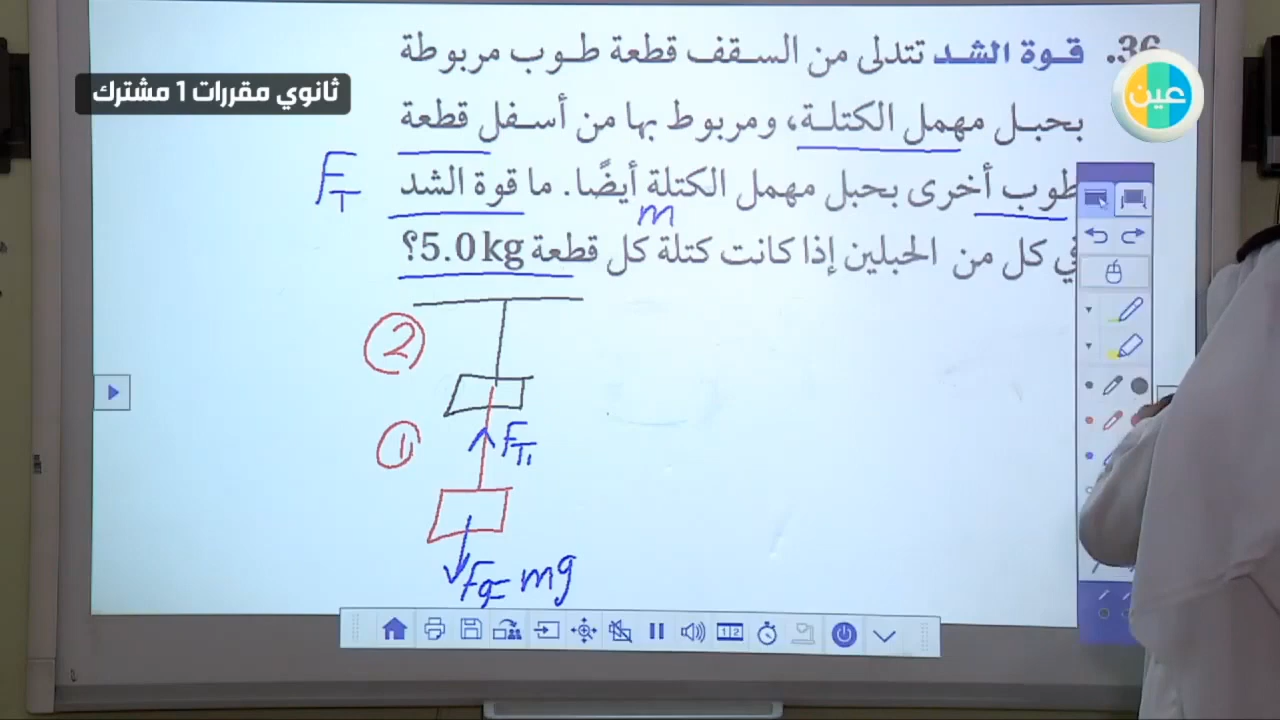 ثانوي مقررات 1 مشترك
عين
36. قوة الشد تتدلى من السقف قطعة طوب مربوطة
بحبل مهمل الكتلة، ومربوط بها من أسفل قطعة
طوب أخرى بحبل مهمل الكتلة أيضًا. ما قوة الشد
F_T
m
في كل من الحبلين إذا كانت كتلة كل قطعة 5.0 kg؟
2
1
F_T1
Fg = mg